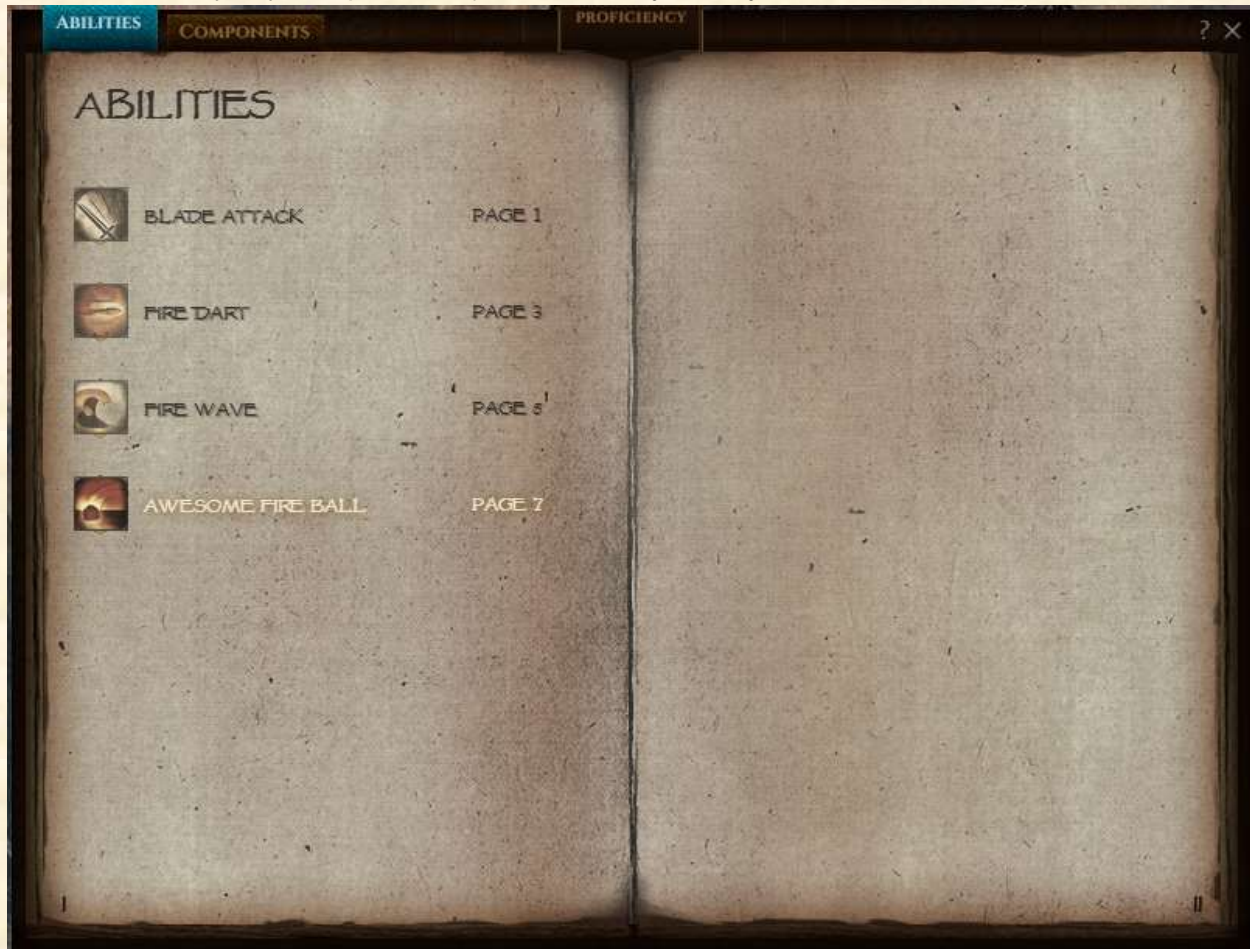 ABILITIES
COMPONENTS
PROFICIENCY
? ×
ABILITIES
BLADE ATTACK PAGE 1
FIRE DART PAGE 3
FIRE WAVE PAGE 5
AWESOME FIRE BALL PAGE 7
I
II